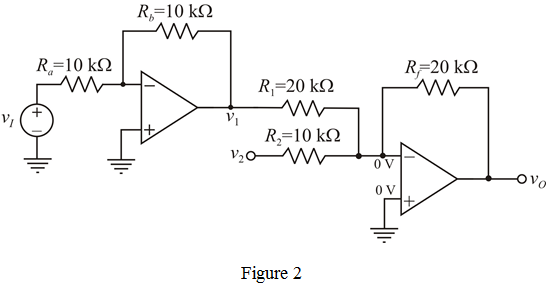 R_b=10 kΩ
R_a=10 kΩ
R_1=20 kΩ
R_f=20 kΩ
v_I
+
−
−
+
v_1
R_2=10 kΩ
v_2
0 V
−
0 V
+
v_O
Figure 2